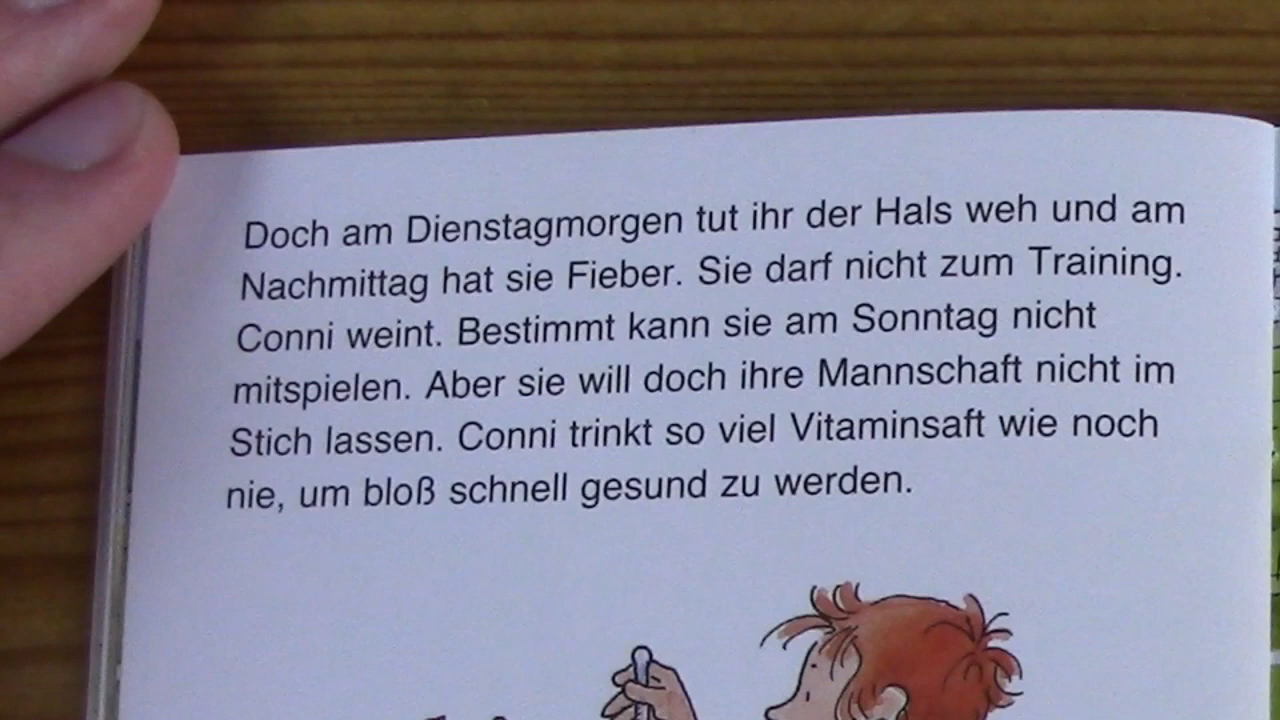 Doch am Dienstagmorgen tut ihr der Hals weh und am
Nachmittag hat sie Fieber. Sie darf nicht zum Training.
Conni weint. Bestimmt kann sie am Sonntag nicht
mitspielen. Aber sie will doch ihre Mannschaft nicht im
Stich lassen. Conni trinkt so viel Vitaminsaft wie noch
nie, um bloß schnell gesund zu werden.